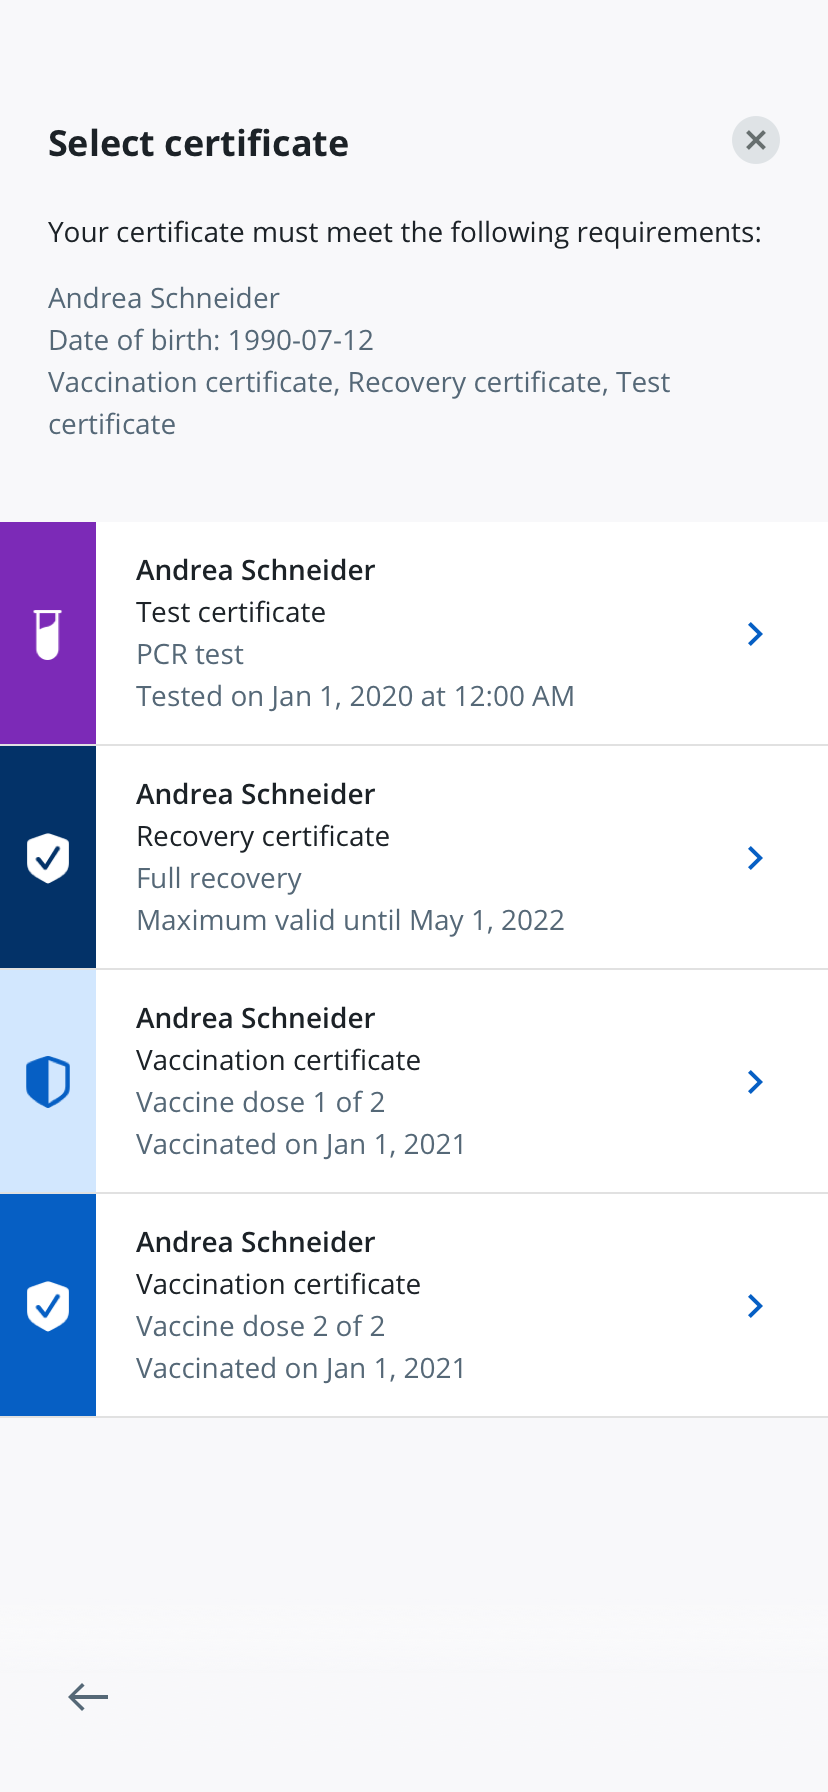 Select certificate
Your certificate must meet the following requirements:
Andrea Schneider
Date of birth: 1990-07-12
Vaccination certificate, Recovery certificate, Test
certificate
Andrea Schneider
Test certificate
PCR test
Tested on Jan 1, 2020 at 12:00 AM
Andrea Schneider
Recovery certificate
Full recovery
Maximum valid until May 1, 2022
Andrea Schneider
Vaccination certificate
Vaccine dose 1 of 2
Vaccinated on Jan 1, 2021
Andrea Schneider
Vaccination certificate
Vaccine dose 2 of 2
Vaccinated on Jan 1, 2021